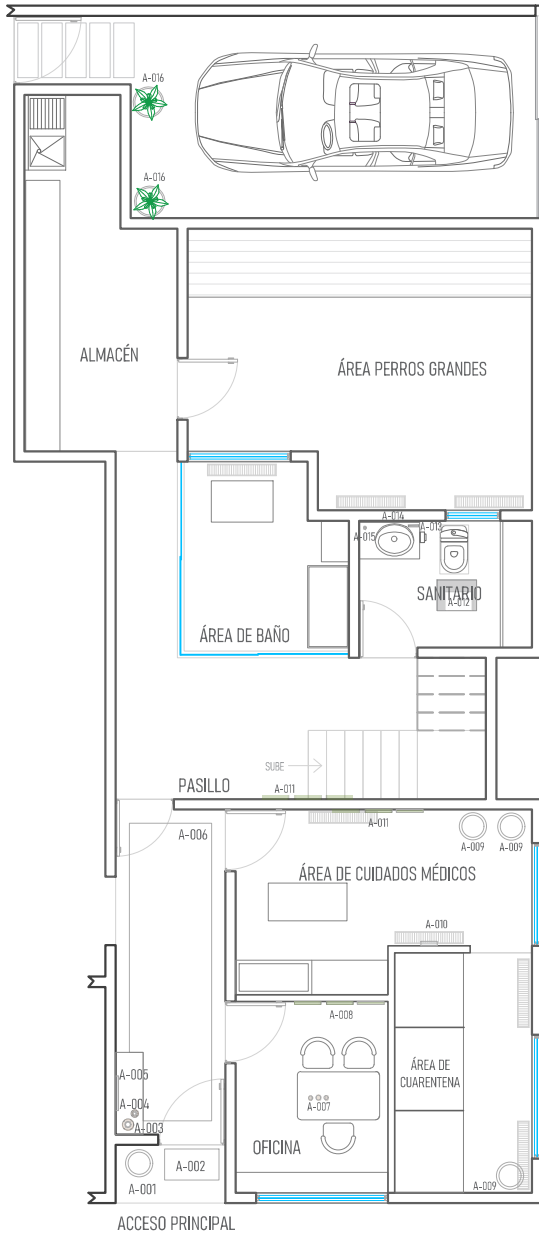 A-016
A-016
ALMACÉN
ÁREA PERROS GRANDES
A-014
A-013
A-015
SANITARIO
A-012
ÁREA DE BAÑO
SUBE
PASILLO
A-011
A-011
A-006
A-009
A-009
ÁREA DE CUIDADOS MÉDICOS
A-010
A-008
A-005
ÁREA DE
CUARENTENA
A-007
A-004
A-003
OFICINA
A-001
A-002
A-009
ACCESO PRINCIPAL